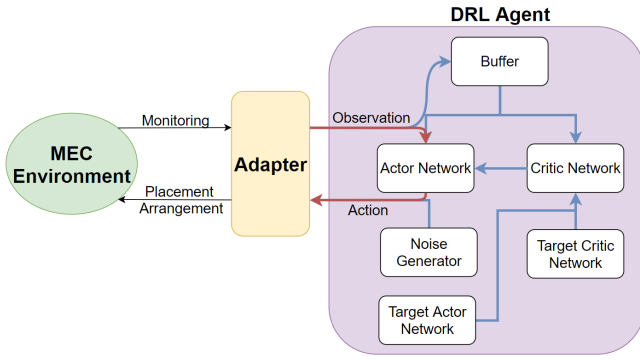 DRL Agent
Buffer
Monitoring
Observation
MEC
Environment
Adapter
Actor Network
Critic Network
Placement
Arrangement
Action
Noise
Generator
Target Critic
Network
Target Actor
Network